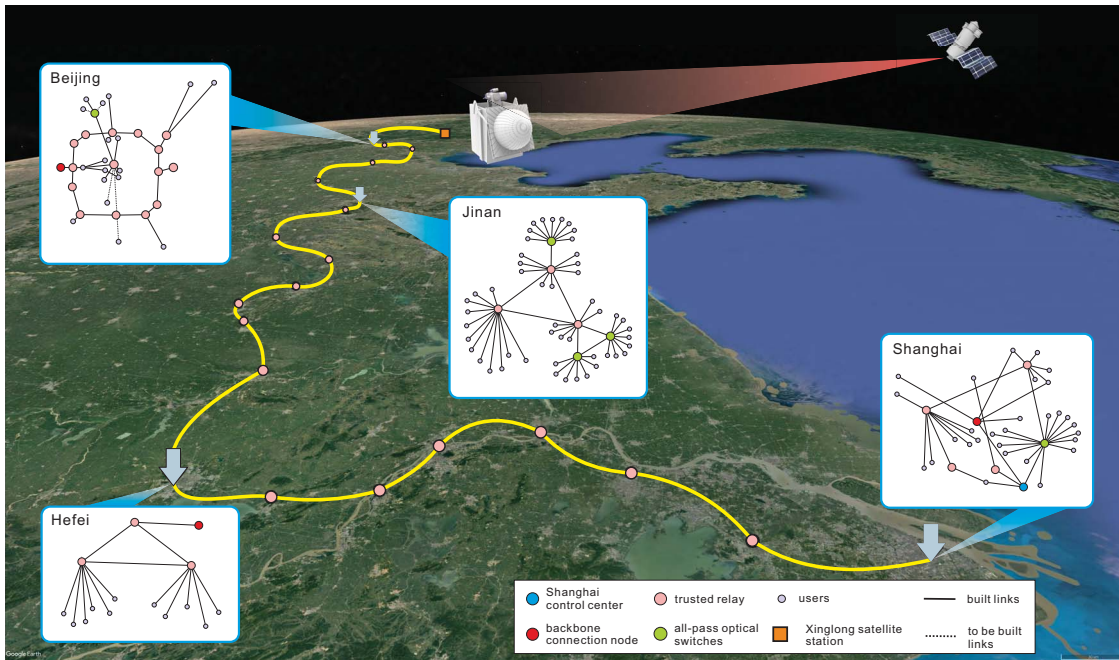 Beijing
Jinan
Shanghai
Hefei
Shanghai
control center
trusted relay
users
built links
backbone
connection node
all-pass optical
switches
Xinglong satellite
station
to be built
links
Google Earth